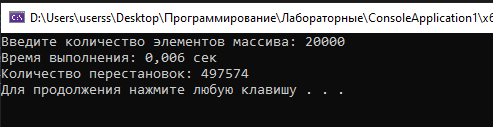 D:\Users\userss\Desktop\Программирование\Лабораторные\ConsoleApplication1\x6
Введите количество элементов массива: 20000
Время выполнения: 0,006 сек
Количество перестановок: 497574
Для продолжения нажмите любую клавишу . . .